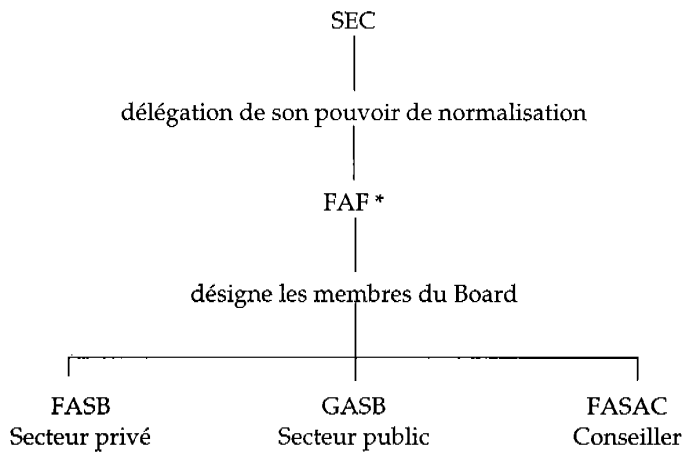 SEC
délégation de son pouvoir de normalisation
FAF *
désigne les membres du Board
FASB GASB FASAC
Secteur privé Secteur public Conseiller